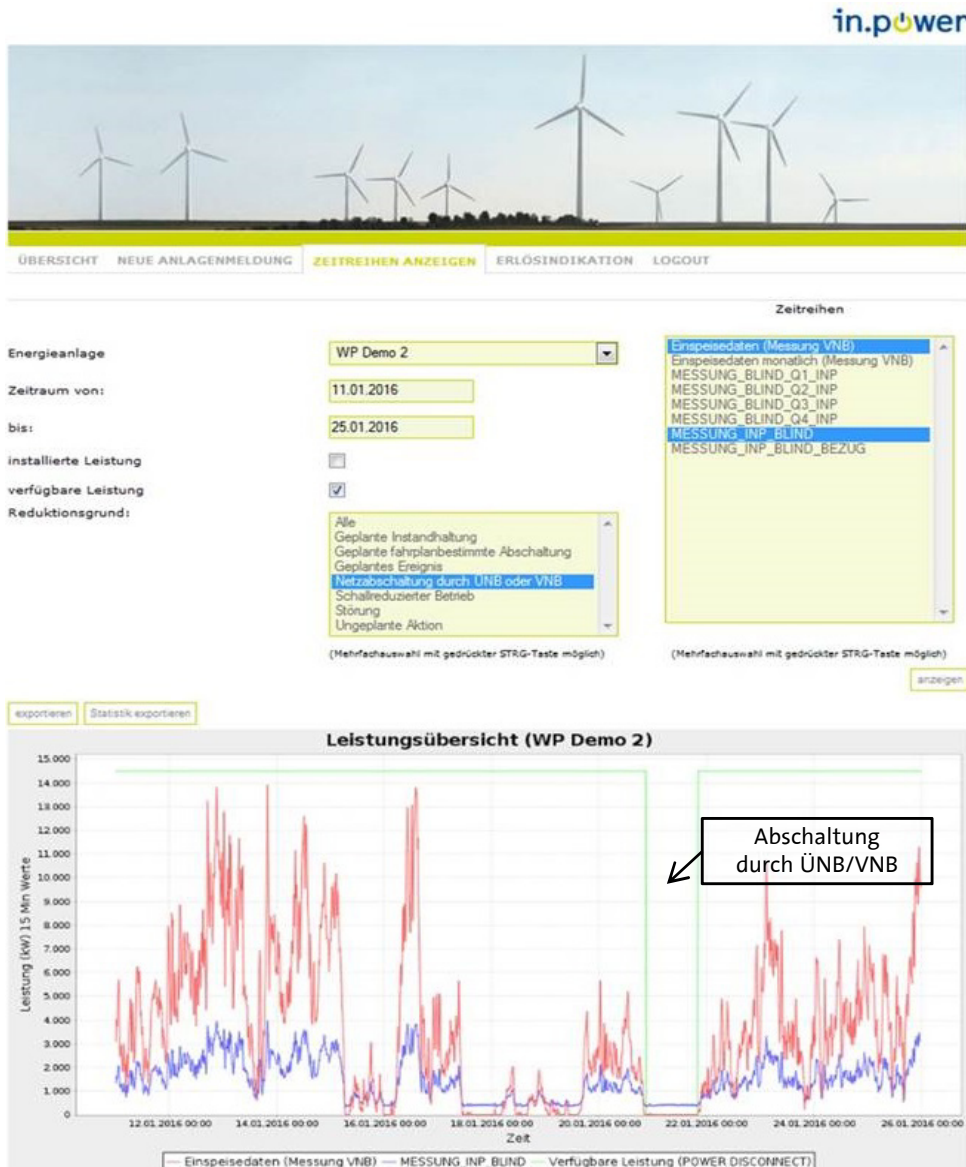 in.power
ÜBERSICHT NEUE ANLAGENMELDUNG ZEITREIHEN ANZEIGEN ERLÖSINDIKATION LOGOUT
Zeitreihen
Energieanlage
WP Demo 2
Zeitraum von:
11.01.2016
bis:
25.01.2016
installierte Leistung
verfügbare Leistung
Reduktionsgrund:
Alle
Geplante Instandhaltung
Geplante fahrplanbestimmte Abschaltung
Geplantes Ereignis
Netzabschaltung durch ÜNB oder VNB
Schallreduzierter Betrieb
Störung
Ungeplante Aktion
(Mehrfachauswahl mit gedrückter STRG-Taste möglich)
Einspeisedaten (Messung VNB)
Einspeisedaten monatlich (Messung VNB)
MESSUNG_BLIND_Q1_INP
MESSUNG_BLIND_Q2_INP
MESSUNG_BLIND_Q3_INP
MESSUNG_BLIND_Q4_INP
MESSUNG_INP_BLIND
MESSUNG_INP_BLIND_BEZUG
(Mehrfachauswahl mit gedrückter STRG-Taste möglich)
anzeigen
exportieren Statistik exportieren
Leistungsübersicht (WP Demo 2)
Leistung (kW) 15 Min Werte
15.000
14.000
13.000
12.000
11.000
10.000
9.000
8.000
7.000
6.000
5.000
4.000
3.000
2.000
1.000
0
Abschaltung
durch ÜNB/VNB
12.01.2016 00:00 14.01.2016 00:00 16.01.2016 00:00 18.01.2016 00:00 20.01.2016 00:00 22.01.2016 00:00 24.01.2016 00:00 26.01.2016 00:00
Zeit
Einspeisedaten (Messung VNB) MESSUNG_INP_BLIND Verfügbare Leistung (POWER DISCONNECT)